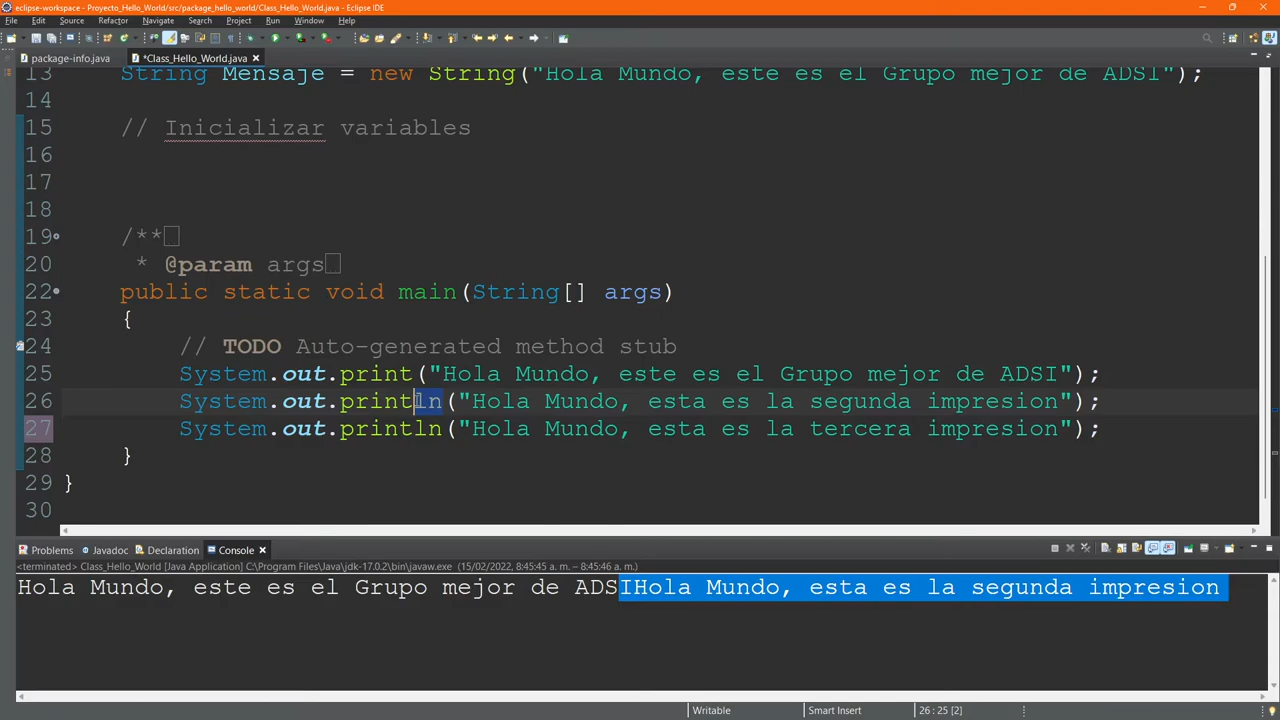 eclipse-workspace - Proyecto_Hello_World/src/package_hello_world/Class_Hello_World.java - Eclipse IDE
File Edit Source Refactor Navigate Search Project Run Window Help
package-info.java *Class_Hello_World.java
13 String Mensaje = new String("Hola Mundo, este es el Grupo mejor de ADSI");
14
15 // Inicializar variables
16
17
18
19 /**
20 * @param args
22 public static void main(String[] args)
23 {
24 // TODO Auto-generated method stub
25 System.out.print("Hola Mundo, este es el Grupo mejor de ADSI");
26 System.out.println("Hola Mundo, esta es la segunda impresion");
27 System.out.println("Hola Mundo, esta es la tercera impresion");
28 }
29 }
30
Problems Javadoc Declaration Console
<terminated> Class_Hello_World [Java Application] C:\Program Files\Java\jdk-17.0.2\bin\javaw.exe (15/02/2022, 8:45:45 a. m. – 8:45:46 a. m.)
Hola Mundo, este es el Grupo mejor de ADSIHola Mundo, esta es la segunda impresion
Writable Smart Insert 26 : 25 [2]